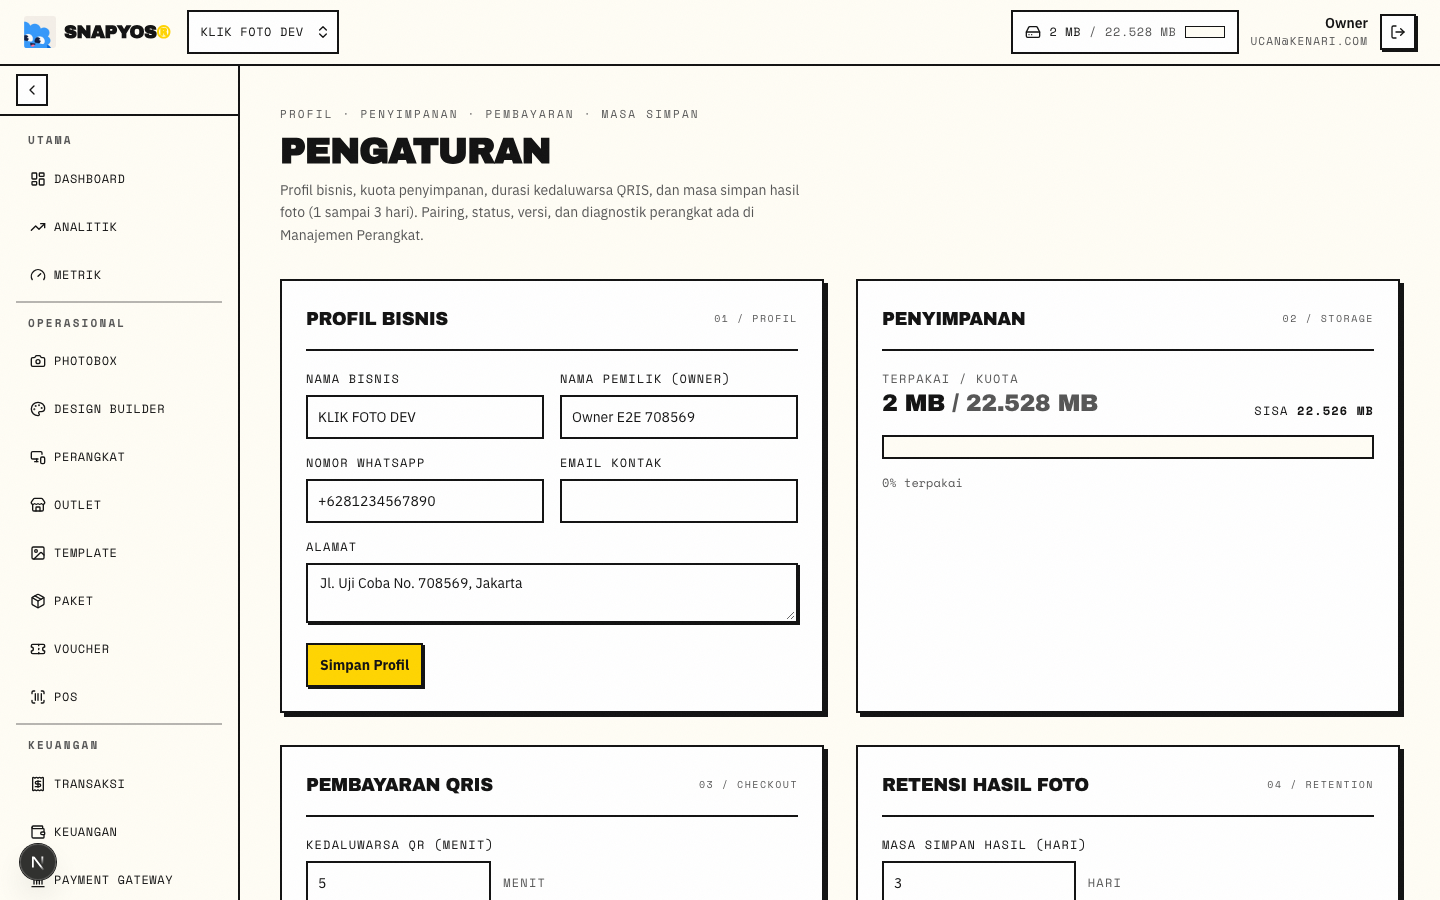 SNAPYOS®
KLIK FOTO DEV
2 MB / 22.528 MB
Owner
UCAN@KENARI.COM
UTAMA
DASHBOARD
ANALITIK
METRIK
OPERASIONAL
PHOTOBOX
DESIGN BUILDER
PERANGKAT
OUTLET
TEMPLATE
PAKET
VOUCHER
POS
KEUANGAN
TRANSAKSI
KEUANGAN
PAYMENT GATEWAY
N
PROFIL · PENYIMPANAN · PEMBAYARAN · MASA SIMPAN
PENGATURAN
Profil bisnis, kuota penyimpanan, durasi kedaluwarsa QRIS, dan masa simpan hasil
foto (1 sampai 3 hari). Pairing, status, versi, dan diagnostik perangkat ada di
Manajemen Perangkat.
PROFIL BISNIS
01 / PROFIL
NAMA BISNIS
KLIK FOTO DEV
NAMA PEMILIK (OWNER)
Owner E2E 708569
NOMOR WHATSAPP
+6281234567890
EMAIL KONTAK
ALAMAT
Jl. Uji Coba No. 708569, Jakarta
Simpan Profil
PENYIMPANAN
02 / STORAGE
TERPAKAI / KUOTA
2 MB / 22.528 MB
SISA 22.526 MB
0% terpakai
PEMBAYARAN QRIS
03 / CHECKOUT
KEDALUWARSA QR (MENIT)
5
MENIT
RETENSI HASIL FOTO
04 / RETENTION
MASA SIMPAN HASIL (HARI)
3
HARI